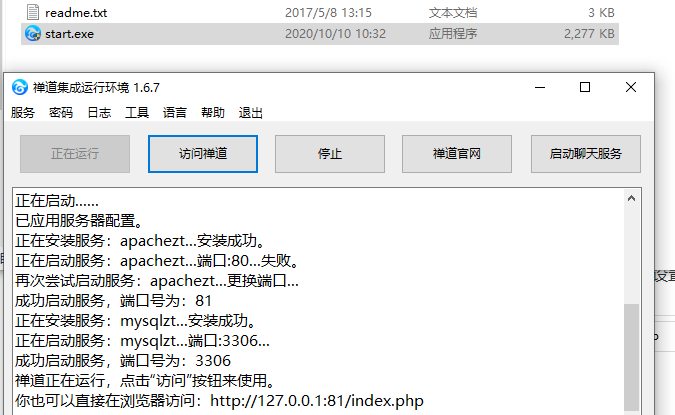 readme.txt 2017/5/8 13:15 文本文档 3 KB
start.exe 2020/10/10 10:32 应用程序 2,277 KB
禅道集成运行环境 1.6.7
服务 密码 日志 工具 语言 帮助 退出
正在运行 访问禅道 停止 禅道官网 启动聊天服务
正在启动......
已应用服务器配置。
正在安装服务：apachezt...安装成功。
正在启动服务：apachezt...端口:80...失败。
再次尝试启动服务：apachezt...更换端口...
成功启动服务，端口号为：81
正在安装服务：mysqlzt...安装成功。
正在启动服务：mysqlzt...端口:3306...
成功启动服务，端口号为：3306
禅道正在运行，点击“访问”按钮来使用。
你也可以直接在浏览器访问：http://127.0.0.1:81/index.php